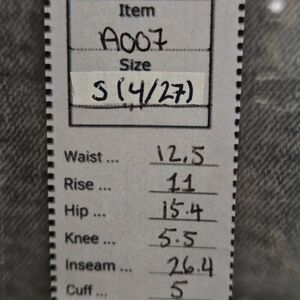 Item
A007
Size
S (4/27)
Waist ... 12.5
Rise ... 11
Hip ... 15.4
Knee ... 5.5
Inseam ... 26.4
Cuff ... 5